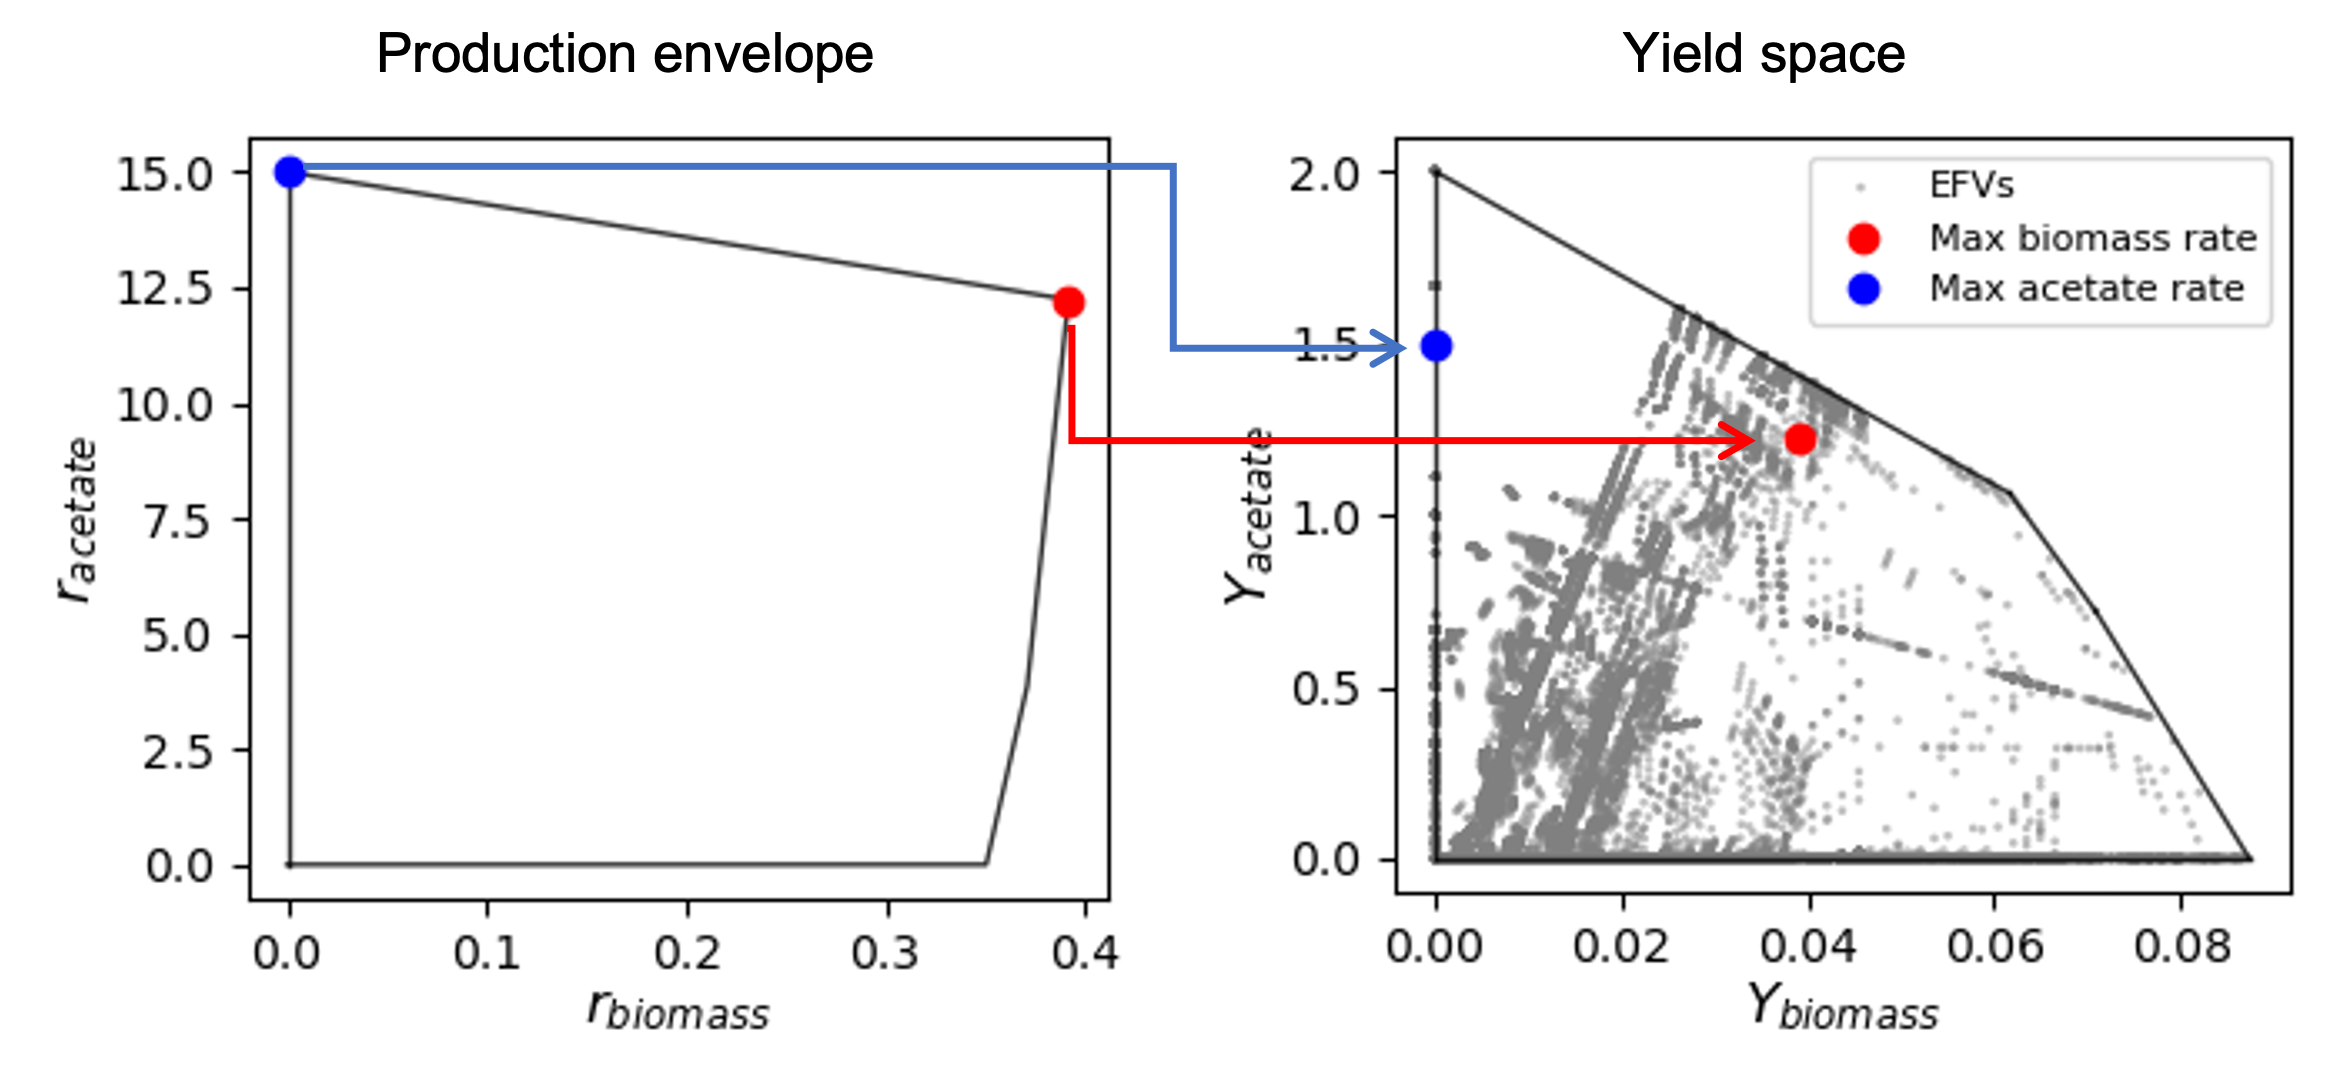 Production envelope
15.0
12.5
10.0
7.5
5.0
2.5
0.0
r_acetate
0.0 0.1 0.2 0.3 0.4
r_biomass
Yield space
2.0
1.5
1.0
0.5
0.0
Y_acetate
EFVs
Max biomass rate
Max acetate rate
0.00 0.02 0.04 0.06 0.08
Y_biomass